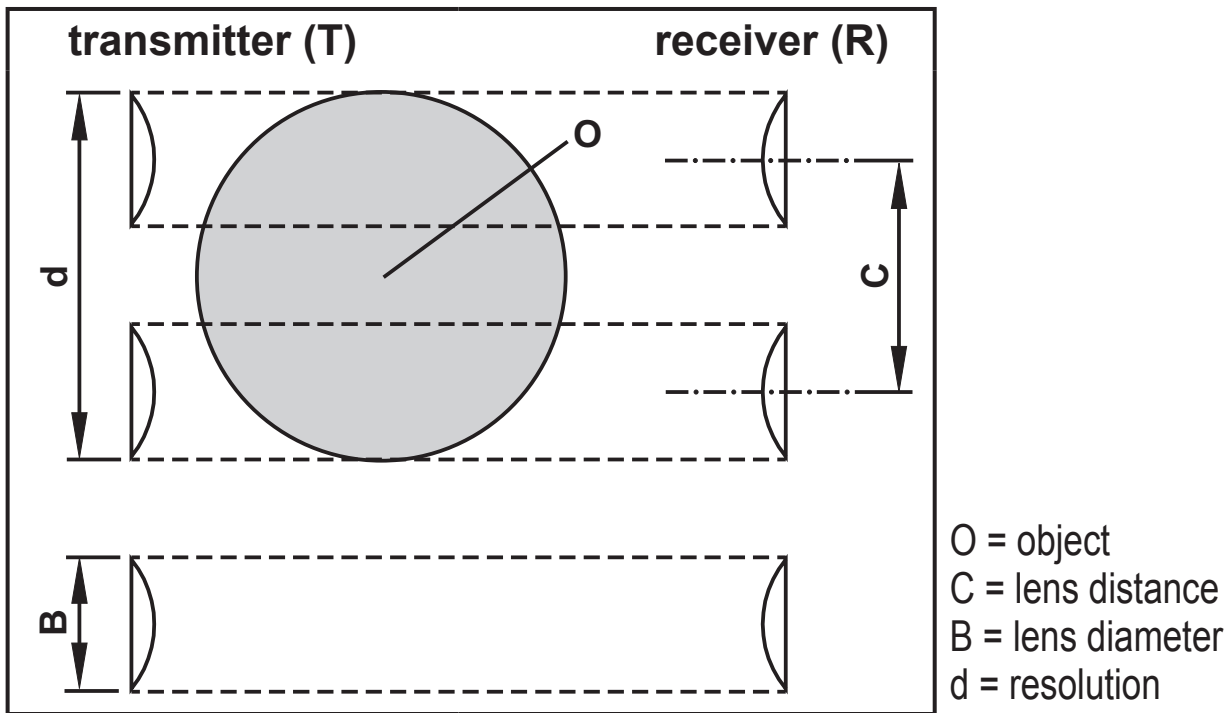 transmitter (T)
receiver (R)
O
d
C
B
O = object
C = lens distance
B = lens diameter
d = resolution